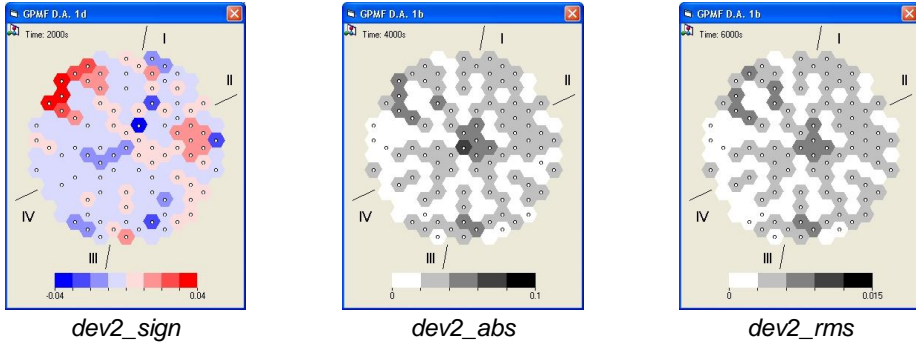 GPMF D.A. 1d
Time: 2000s
I
II
IV
III
-0.04 0.04
dev2_sign
GPMF D.A. 1b
Time: 4000s
I
II
IV
III
0 0.1
dev2_abs
GPMF D.A. 1b
Time: 6000s
I
II
IV
III
0 0.015
dev2_rms